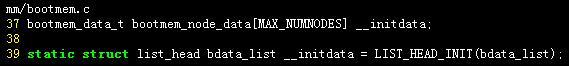 mm/bootmem.c
37 bootmem_data_t bootmem_node_data[MAX_NUMNODES] __initdata;
38
39 static struct list_head bdata_list __initdata = LIST_HEAD_INIT(bdata_list);